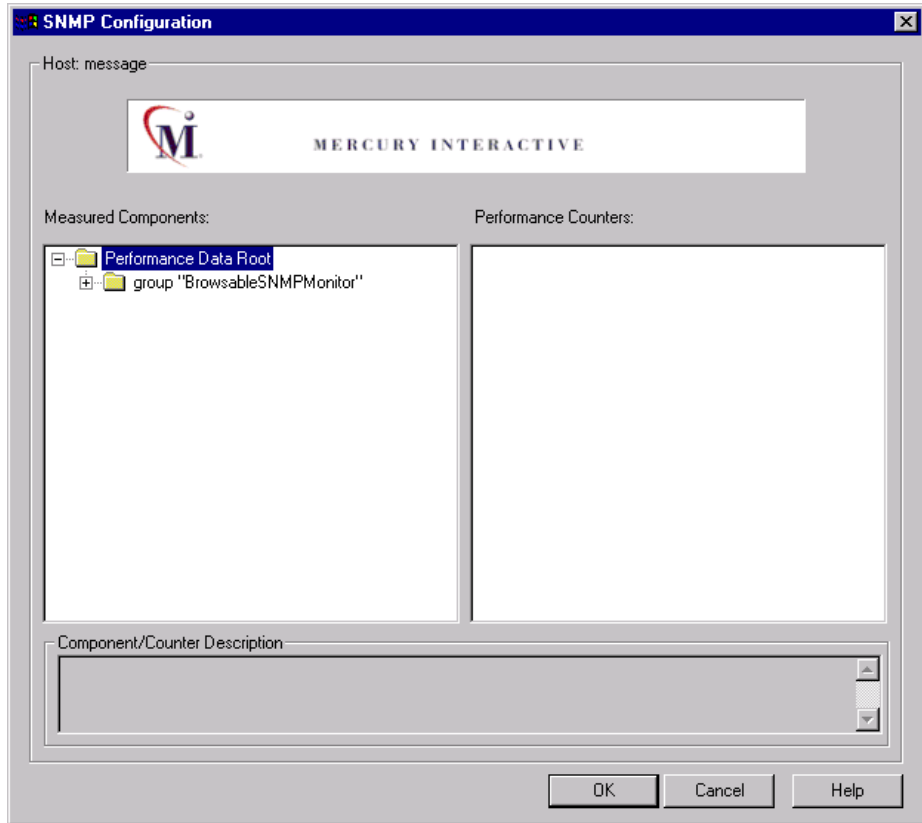 SNMP Configuration
Host: message
M
MERCURY INTERACTIVE
Measured Components:
Performance Counters:
Performance Data Root
group "BrowsableSNMPMonitor"
Component/Counter Description
OK Cancel Help